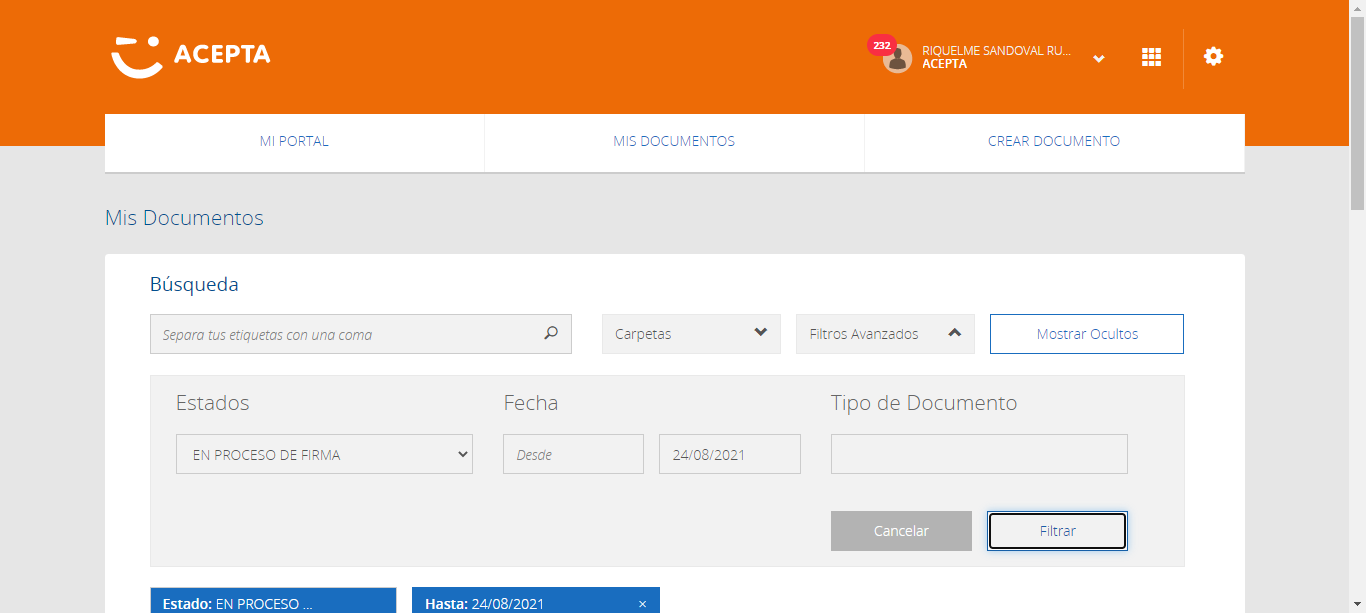 ACEPTA
232
RIQUELME SANDOVAL RU...
ACEPTA
MI PORTAL
MIS DOCUMENTOS
CREAR DOCUMENTO
Mis Documentos
Búsqueda
Separa tus etiquetas con una coma
Carpetas
Filtros Avanzados
Mostrar Ocultos
Estados
Fecha
Tipo de Documento
EN PROCESO DE FIRMA
Desde
24/08/2021
Cancelar
Filtrar
Estado: EN PROCESO ...
Hasta: 24/08/2021 ×